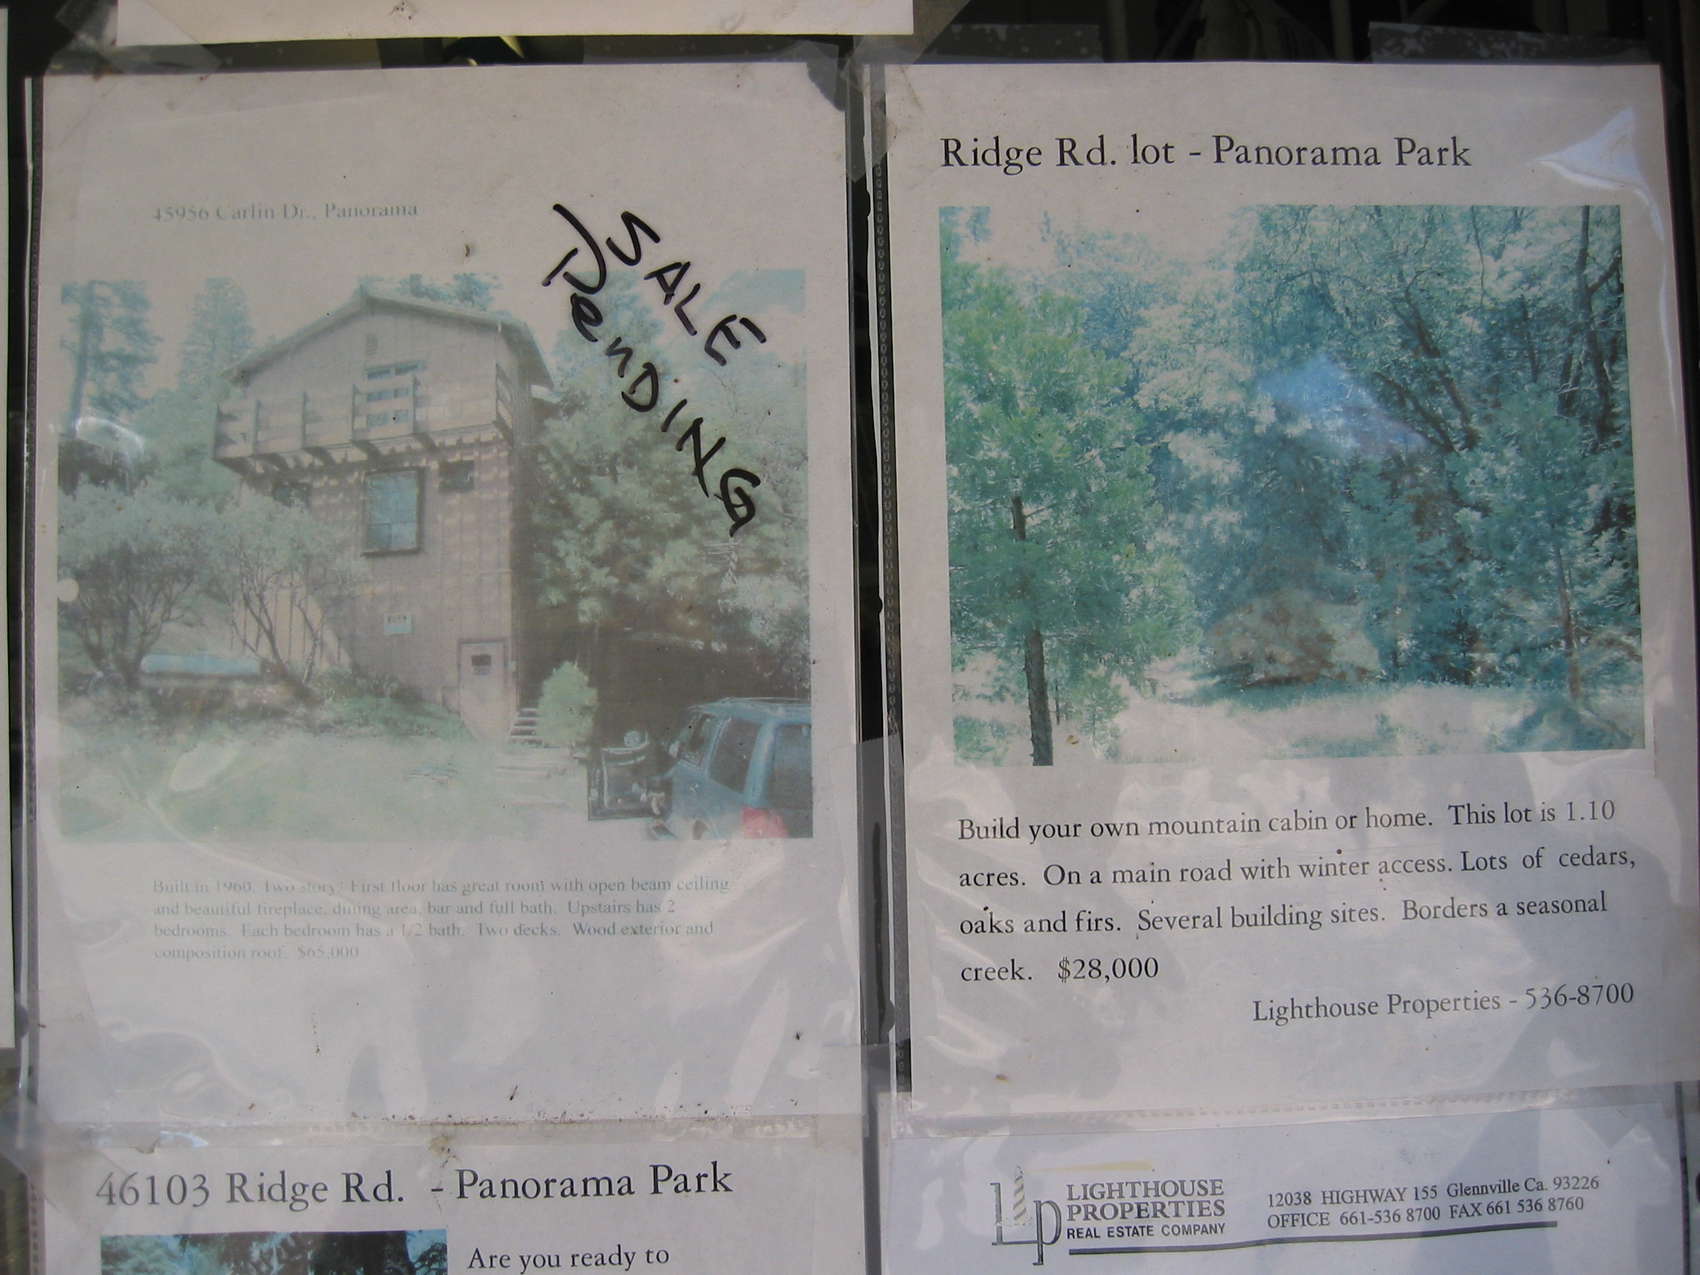 45956 Carlin Dr., Panorama
SALE
PenDING
Built in 1960. Two story: First floor has great room with open beam ceiling
and beautiful fireplace, dining area, bar and full bath. Upstairs has 2
bedrooms. Each bedroom has a 1/2 bath. Two decks. Wood exterior and
composition roof. $65,000
Ridge Rd. lot - Panorama Park
Build your own mountain cabin or home. This lot is 1.10
acres. On a main road with winter access. Lots of cedars,
oaks and firs. Several building sites. Borders a seasonal
creek. $28,000
Lighthouse Properties - 536-8700
46103 Ridge Rd. - Panorama Park
Are you ready to
Lp
LIGHTHOUSE
PROPERTIES
REAL ESTATE COMPANY
12038 HIGHWAY 155 Glennville Ca. 93226
OFFICE 661-536 8700 FAX 661 536 8760